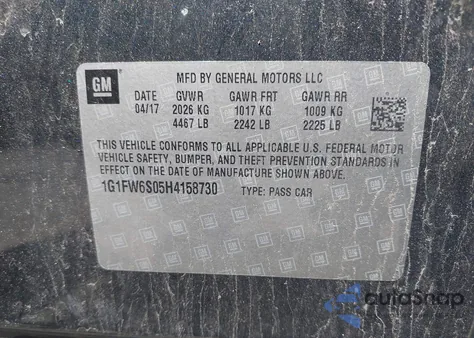 GM
MFD BY GENERAL MOTORS LLC
DATE GVWR GAWR FRT GAWR RR
04/17 2026 KG 1017 KG 1009 KG
4467 LB 2242 LB 2225 LB
THIS VEHICLE CONFORMS TO ALL APPLICABLE U.S. FEDERAL MOTOR
VEHICLE SAFETY, BUMPER, AND THEFT PREVENTION STANDARDS IN
EFFECT ON THE DATE OF MANUFACTURE SHOWN ABOVE.
1G1FW6S05H4158730 TYPE: PASS CAR
autoSnap